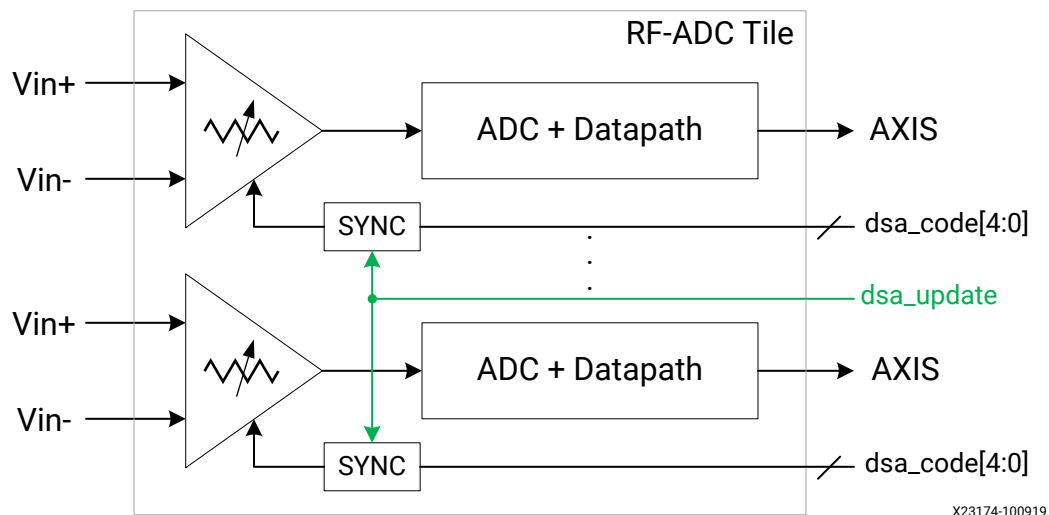 RF-ADC Tile
Vin+
ADC + Datapath
AXIS
Vin-
SYNC
dsa_code[4:0]
dsa_update
Vin+
ADC + Datapath
AXIS
Vin-
SYNC
dsa_code[4:0]
X23174-100919